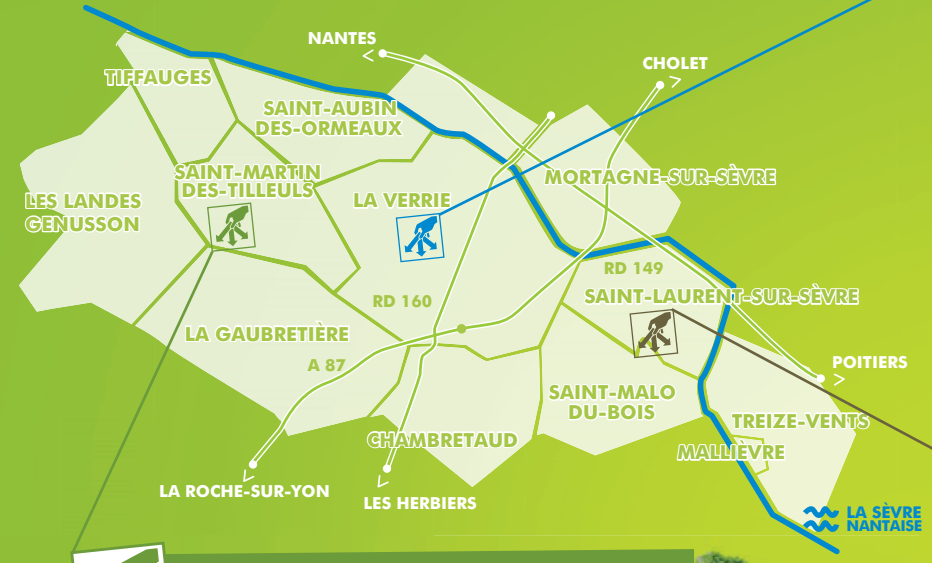 NANTES
<
CHOLET
>
TIFFAUGES
SAINT-AUBIN
DES-ORMEAUX
SAINT-MARTIN
DES-TILLEULS
MORTAGNE-SUR-SÈVRE
LES LANDES
GENUSSON
LA VERRIE
RD 149
RD 160
SAINT-LAURENT-SUR-SÈVRE
LA GAUBRETIÈRE
A 87
POITIERS
>
SAINT-MALO
DU-BOIS
TREIZE-VENTS
CHAMBRETAUD
MALLIÈVRE
LA ROCHE-SUR-YON
LES HERBIERS
LA SÈVRE
NANTAISE